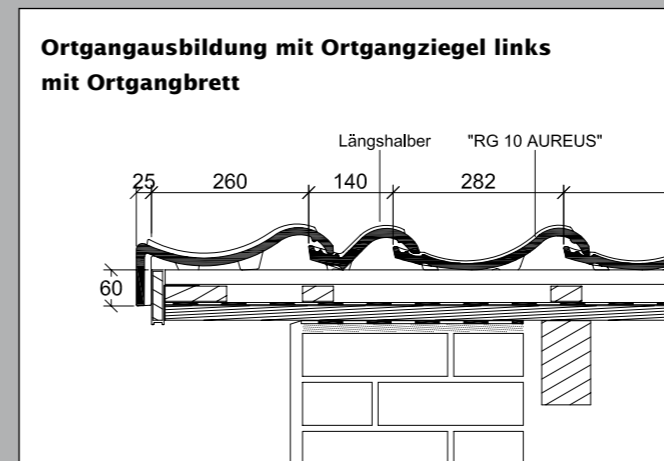 Ortgangausbildung mit Ortgangziegel links
mit Ortgangbrett
Längshalber "RG 10 AUREUS"
25 260 140 282
60